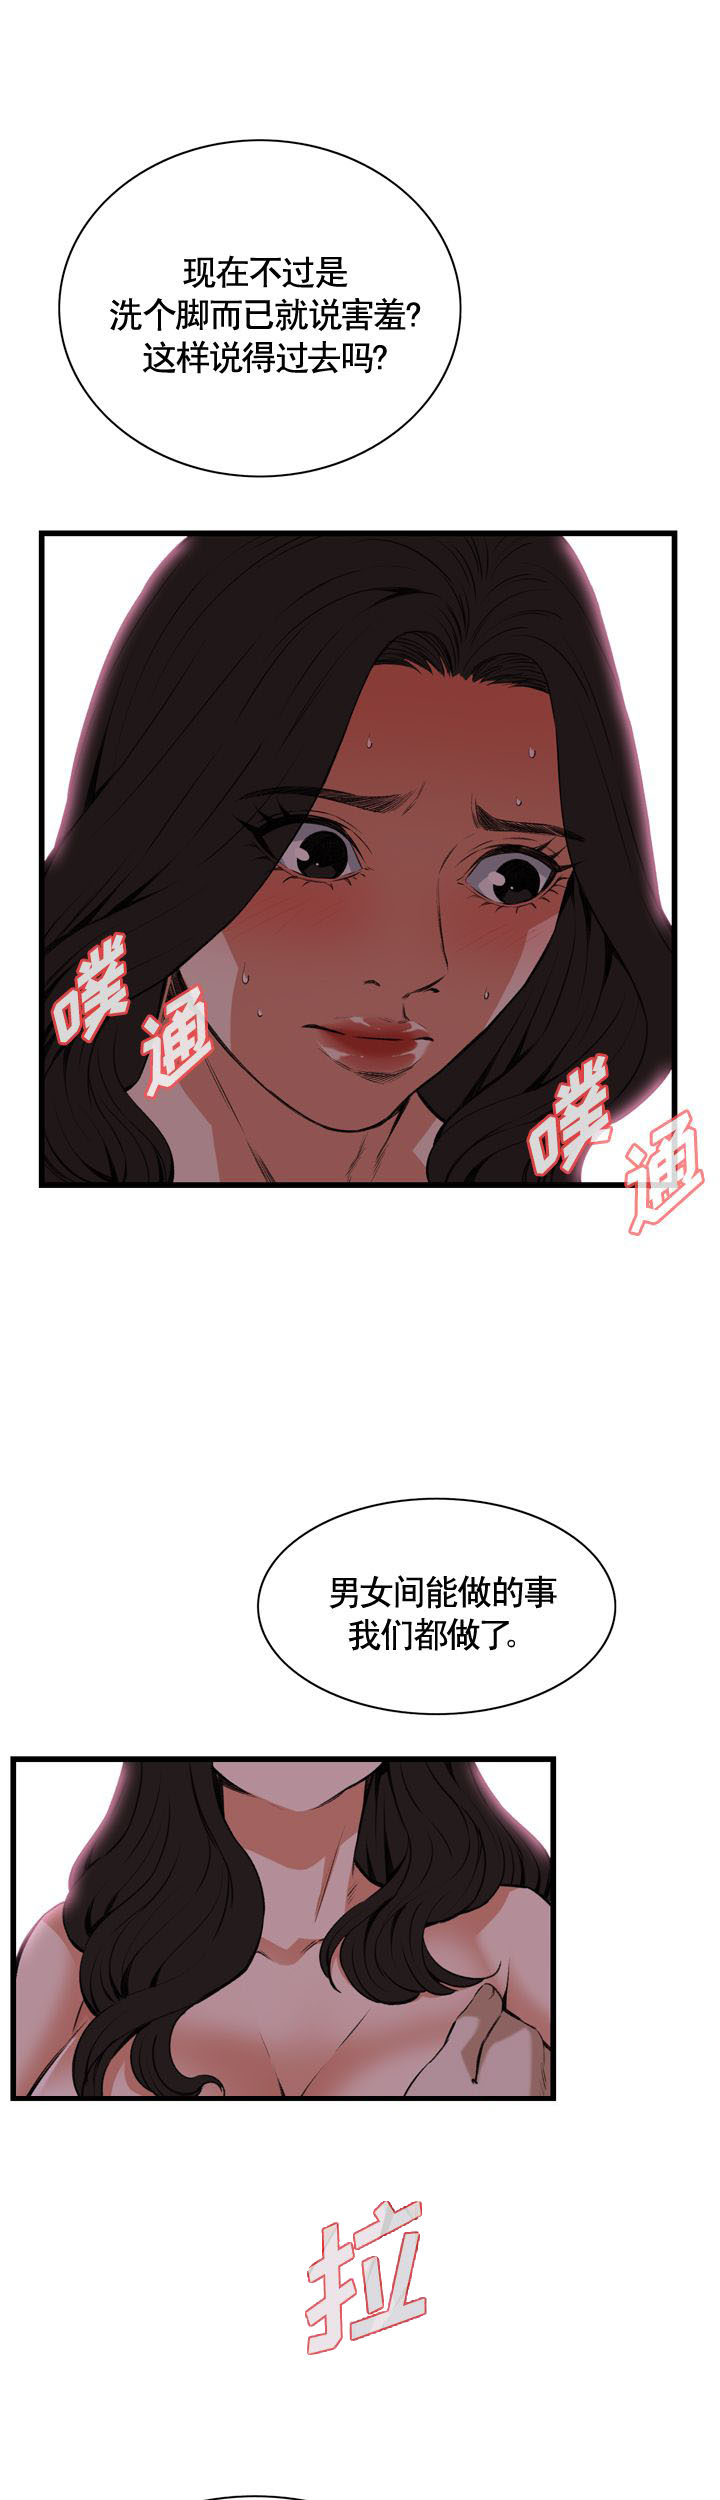 现在不过是
洗个脚而已就说害羞?
这样说得过去吗?
噗
通
噗
通
男女间能做的事
我们都做了。
拉